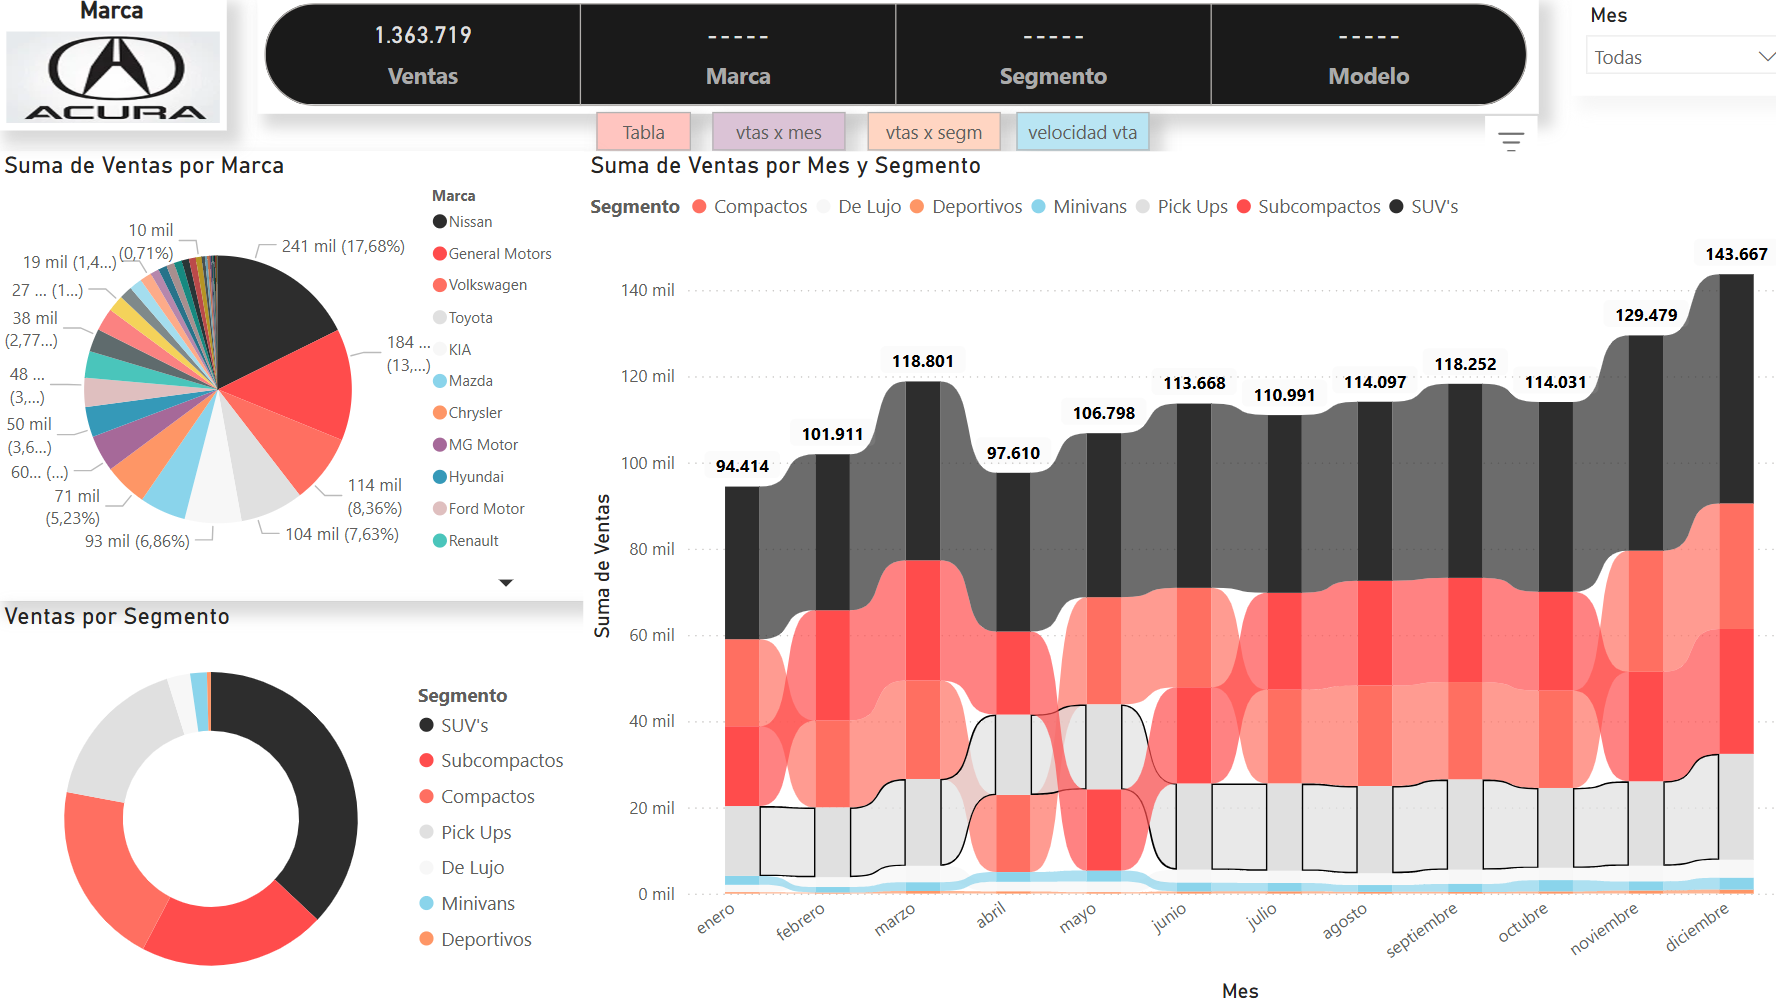 Marca
ACURA
1.363.719
Ventas
-----
Marca
-----
Segmento
-----
Modelo
Mes
Todas
Tabla
vtas x mes
vtas x segm
velocidad vta
Suma de Ventas por Marca
Marca
Nissan
General Motors
Volkswagen
Toyota
KIA
Mazda
Chrysler
MG Motor
Hyundai
Ford Motor
Renault
241 mil (17,68%)
184 ...
(13,...)
114 mil
(8,36%)
104 mil (7,63%)
93 mil (6,86%)
71 mil
(5,23%)
60... (...)
50 mil
(3,6...)
48 ...
(3,...)
38 mil
(2,77...)
27 ... (1...)
19 mil (1,4...)
10 mil
(0,71%)
Ventas por Segmento
Segmento
SUV's
Subcompactos
Compactos
Pick Ups
De Lujo
Minivans
Deportivos
Suma de Ventas por Mes y Segmento
Segmento Compactos De Lujo Deportivos Minivans Pick Ups Subcompactos SUV's
Suma de Ventas
140 mil
120 mil
100 mil
80 mil
60 mil
40 mil
20 mil
0 mil
94.414
101.911
118.801
97.610
106.798
113.668
110.991
114.097
118.252
114.031
129.479
143.667
enero
febrero
marzo
abril
mayo
junio
julio
agosto
septiembre
octubre
noviembre
diciembre
Mes